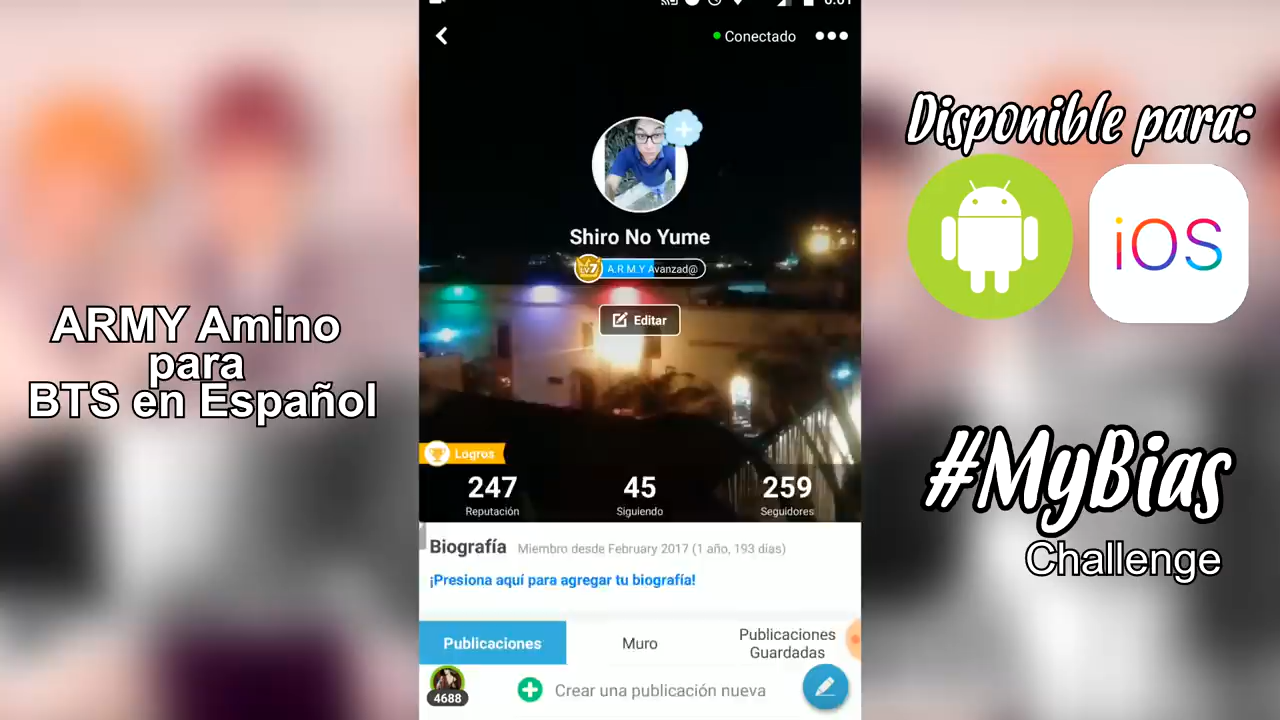 Conectado
Shiro No Yume
LV7 A.R.M.Y Avanzad@
Editar
Logros
247
Reputación
45
Siguiendo
259
Seguidores
Biografía Miembro desde February 2017 (1 año, 193 días)
¡Presiona aquí para agregar tu biografía!
Publicaciones
Muro
Publicaciones
Guardadas
4688
Crear una publicación nueva
ARMY Amino
para
BTS en Español
Disponible para:
iOS
#MyBias
Challenge